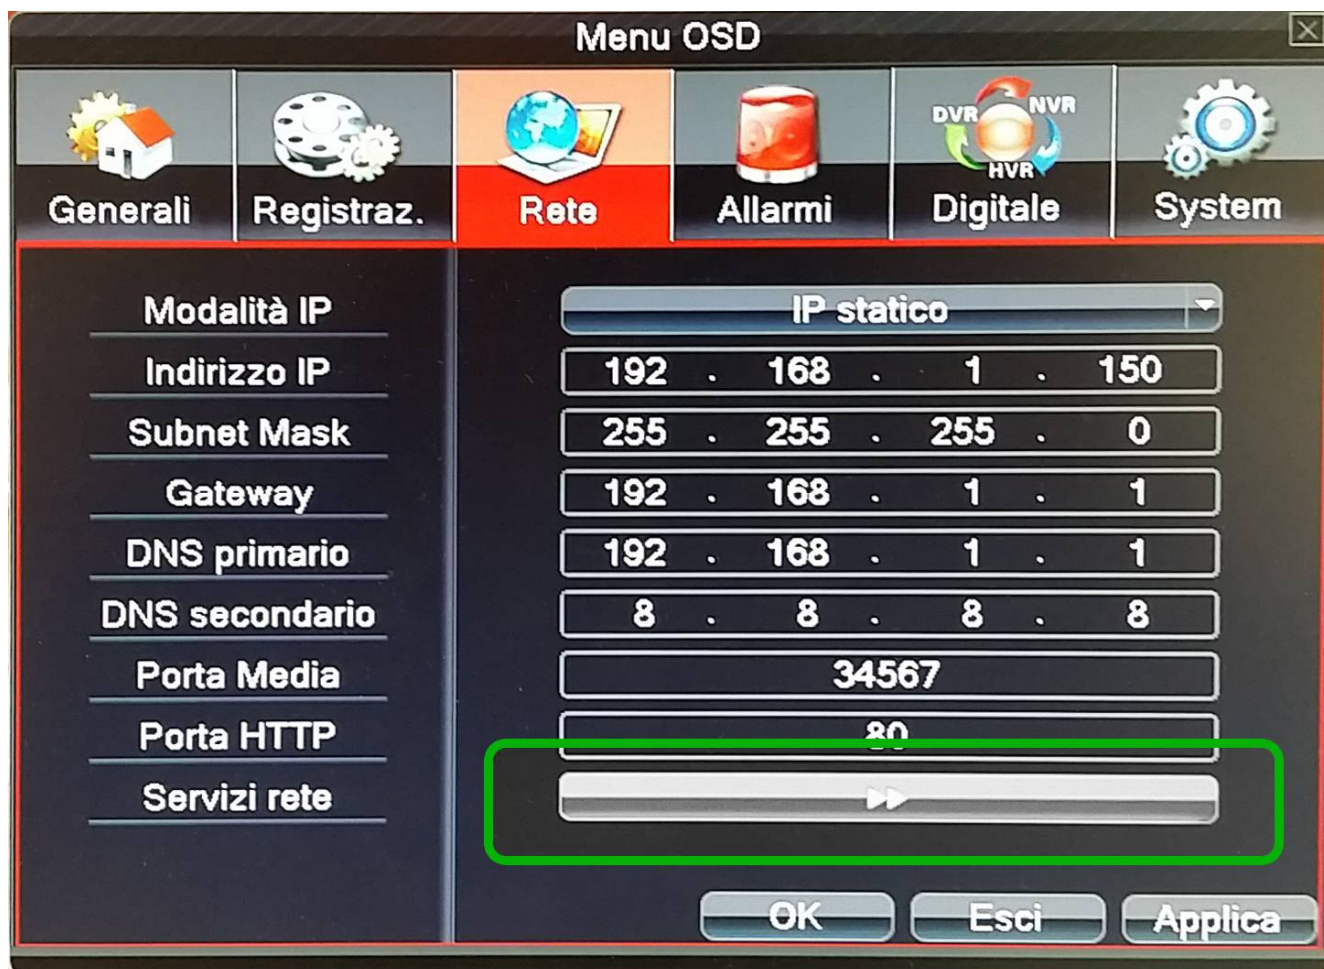 Menu OSD
DVR NVR
HVR
Generali Registraz. Rete Allarmi Digitale System
Modalità IP IP statico
Indirizzo IP 192 . 168 . 1 . 150
Subnet Mask 255 . 255 . 255 . 0
Gateway 192 . 168 . 1 . 1
DNS primario 192 . 168 . 1 . 1
DNS secondario 8 . 8 . 8 . 8
Porta Media 34567
Porta HTTP 80
Servizi rete
OK Esci Applica